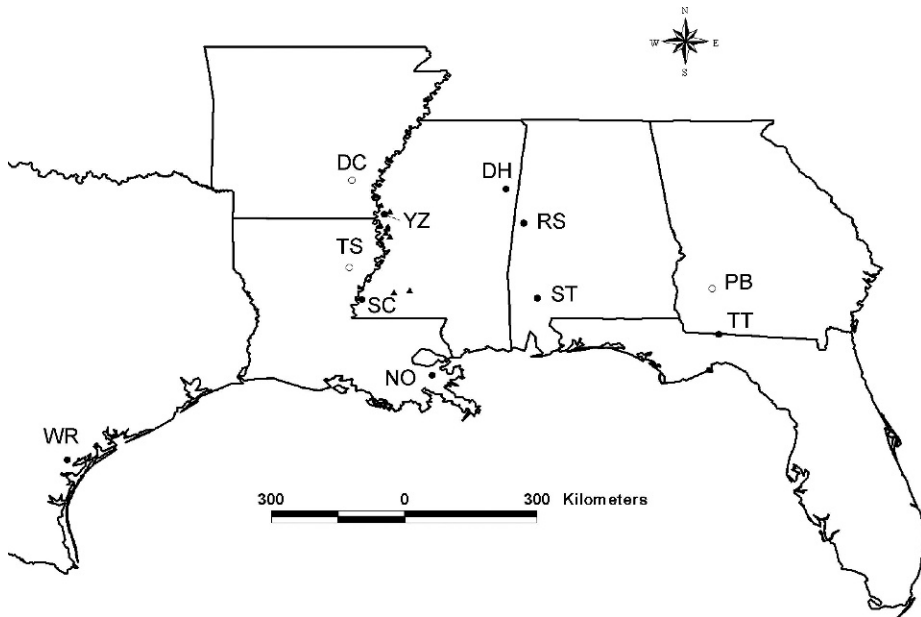 N
W E
S
DC
DH
YZ
RS
TS
PB
SC
ST
TT
NO
WR
300 0 300 Kilometers